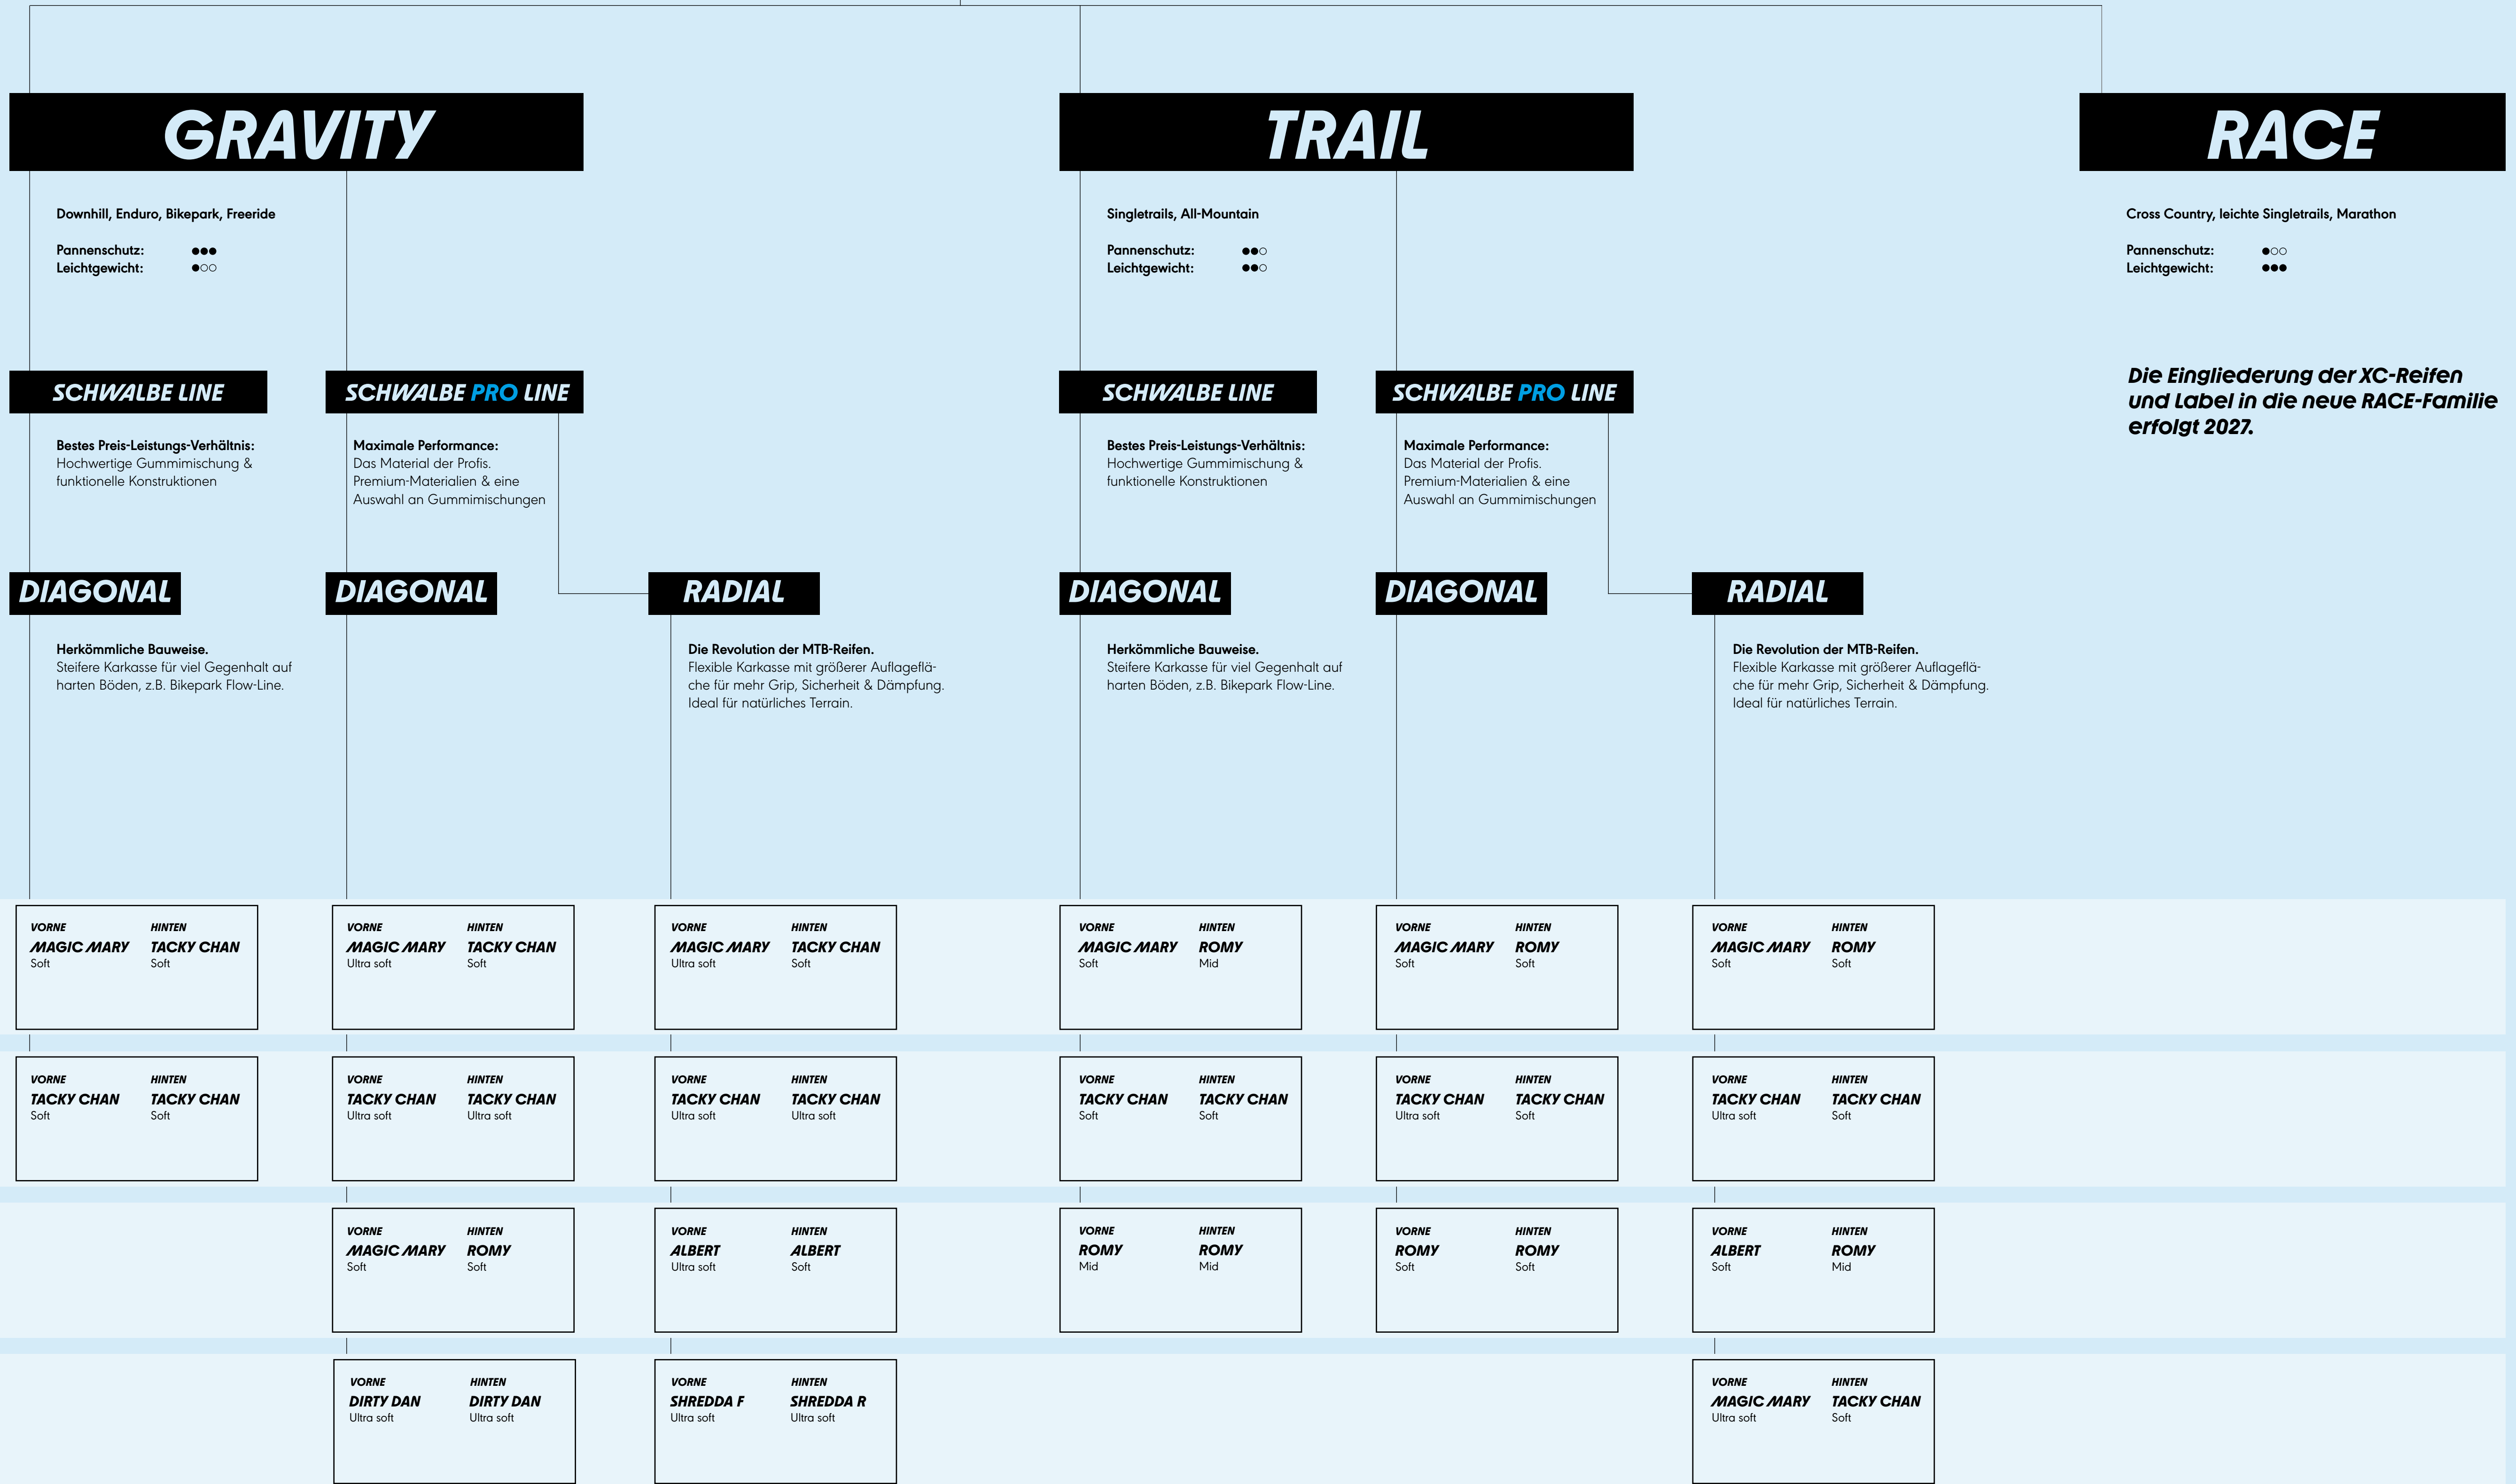 GRAVITY
TRAIL
RACE
Downhill, Enduro, Bikepark, Freeride
Pannenschutz: ●●●
Leichtgewicht: ●○○
Singletrails, All-Mountain
Pannenschutz: ●●○
Leichtgewicht: ●●○
Cross Country, leichte Singletrails, Marathon
Pannenschutz: ●○○
Leichtgewicht: ●●●
SCHWALBE LINE
Bestes Preis-Leistungs-Verhältnis:
Hochwertige Gummimischung &
funktionelle Konstruktionen
SCHWALBE PRO LINE
Maximale Performance:
Das Material der Profis.
Premium-Materialien & eine
Auswahl an Gummimischungen
SCHWALBE LINE
Bestes Preis-Leistungs-Verhältnis:
Hochwertige Gummimischung &
funktionelle Konstruktionen
SCHWALBE PRO LINE
Maximale Performance:
Das Material der Profis.
Premium-Materialien & eine
Auswahl an Gummimischungen
Die Eingliederung der XC-Reifen
und Label in die neue RACE-Familie
erfolgt 2027.
DIAGONAL
Herkömmliche Bauweise.
Steifere Karkasse für viel Gegenhalt auf
harten Böden, z.B. Bikepark Flow-Line.
DIAGONAL
RADIAL
Die Revolution der MTB-Reifen.
Flexible Karkasse mit größerer Auflageflä-
che für mehr Grip, Sicherheit & Dämpfung.
Ideal für natürliches Terrain.
DIAGONAL
Herkömmliche Bauweise.
Steifere Karkasse für viel Gegenhalt auf
harten Böden, z.B. Bikepark Flow-Line.
DIAGONAL
RADIAL
Die Revolution der MTB-Reifen.
Flexible Karkasse mit größerer Auflageflä-
che für mehr Grip, Sicherheit & Dämpfung.
Ideal für natürliches Terrain.
VORNE HINTEN
MAGIC MARY TACKY CHAN
Soft Soft
VORNE HINTEN
MAGIC MARY TACKY CHAN
Ultra soft Soft
VORNE HINTEN
MAGIC MARY TACKY CHAN
Ultra soft Soft
VORNE HINTEN
MAGIC MARY ROMY
Soft Mid
VORNE HINTEN
MAGIC MARY ROMY
Soft Soft
VORNE HINTEN
MAGIC MARY ROMY
Soft Soft
VORNE HINTEN
TACKY CHAN TACKY CHAN
Soft Soft
VORNE HINTEN
TACKY CHAN TACKY CHAN
Ultra soft Ultra soft
VORNE HINTEN
TACKY CHAN TACKY CHAN
Ultra soft Ultra soft
VORNE HINTEN
TACKY CHAN TACKY CHAN
Soft Soft
VORNE HINTEN
TACKY CHAN TACKY CHAN
Ultra soft Soft
VORNE HINTEN
TACKY CHAN TACKY CHAN
Ultra soft Soft
VORNE HINTEN
MAGIC MARY ROMY
Soft Soft
VORNE HINTEN
ALBERT ALBERT
Ultra soft Soft
VORNE HINTEN
ROMY ROMY
Mid Mid
VORNE HINTEN
ROMY ROMY
Soft Soft
VORNE HINTEN
ALBERT ROMY
Soft Mid
VORNE HINTEN
DIRTY DAN DIRTY DAN
Ultra soft Ultra soft
VORNE HINTEN
SHREDDA F SHREDDA R
Ultra soft Ultra soft
VORNE HINTEN
MAGIC MARY TACKY CHAN
Ultra soft Soft